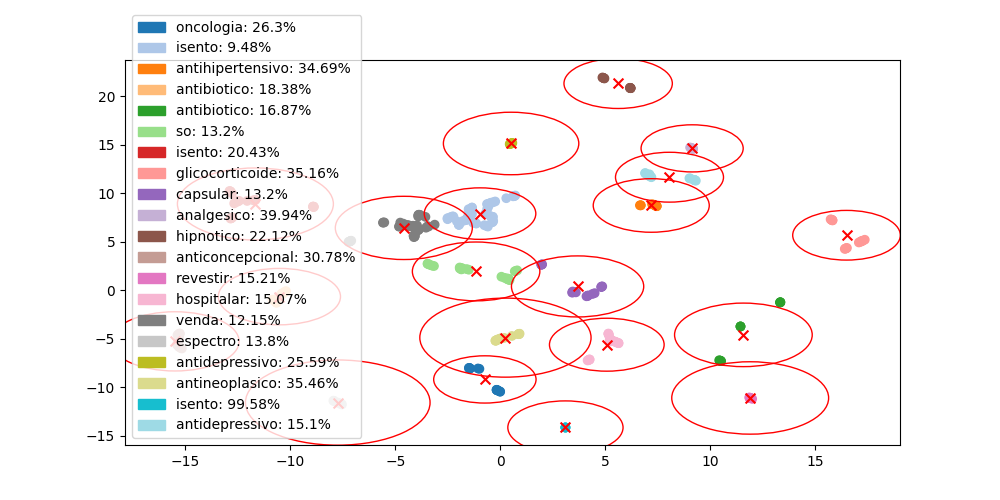 oncologia: 26.3%
isento: 9.48%
antihipertensivo: 34.69%
antibiotico: 18.38%
antibiotico: 16.87%
so: 13.2%
isento: 20.43%
glicocorticoide: 35.16%
capsular: 13.2%
analgesico: 39.94%
hipnotico: 22.12%
anticoncepcional: 30.78%
revestir: 15.21%
hospitalar: 15.07%
venda: 12.15%
espectro: 13.8%
antidepressivo: 25.59%
antineoplasico: 35.46%
isento: 99.58%
antidepressivo: 15.1%
20
15
10
5
0
−5
−10
−15
−15 −10 −5 0 5 10 15